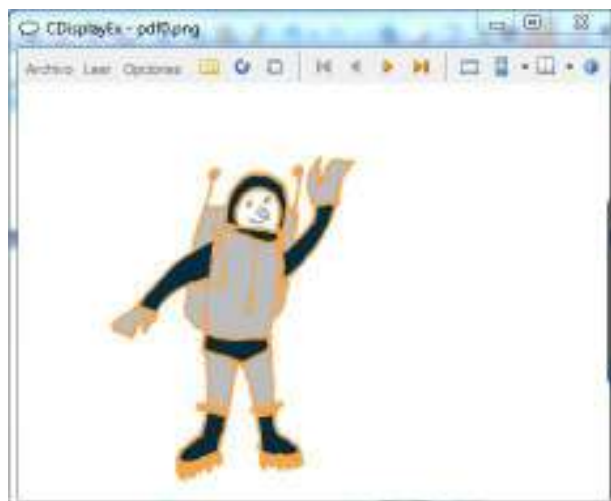 CDisplayEx - pdf0.png
Archivo Leer Opciones